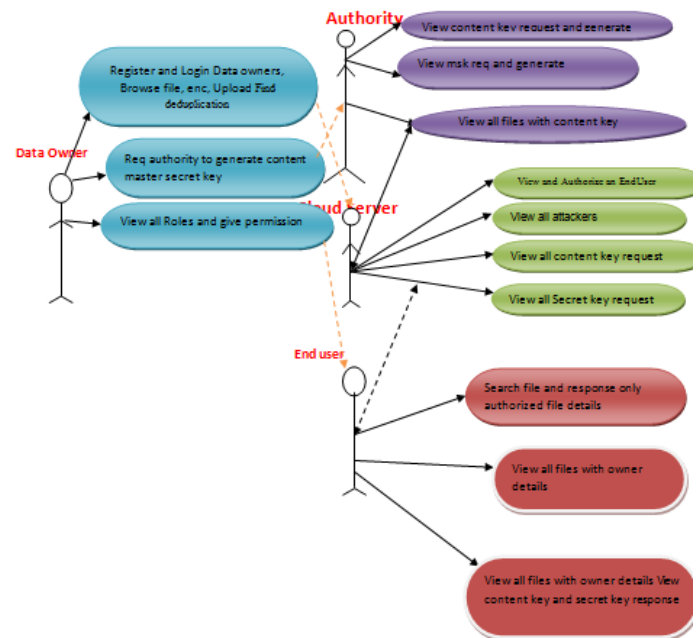 Authority
View content key request and generate
View msk req and generate
View all files with content key
Register and Login Data owners,
Browse file, enc, Upload Find
deduplication
Data Owner
Req authority to generate content
master secret key
View all Roles and give permission
Cloud Server
View and Authorize an EndUser
View all attackers
View all content key request
View all Secret key request
End user
Search file and response only
authorized file details
View all files with owner
details
View all files with owner details View
content key and secret key response